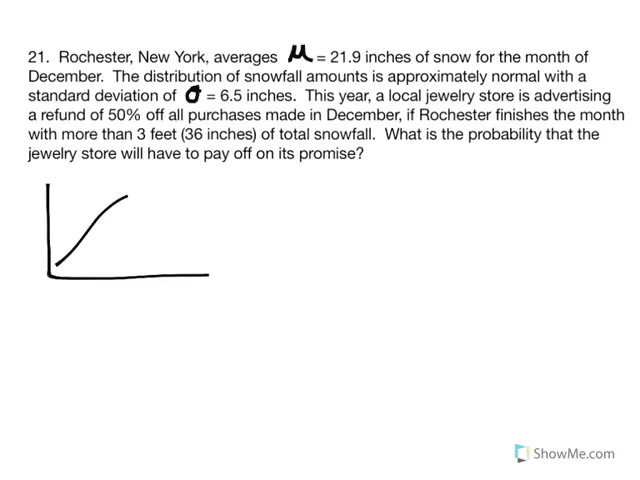 21. Rochester, New York, averages μ = 21.9 inches of snow for the month of
December. The distribution of snowfall amounts is approximately normal with a
standard deviation of σ = 6.5 inches. This year, a local jewelry store is advertising
a refund of 50% off all purchases made in December, if Rochester finishes the month
with more than 3 feet (36 inches) of total snowfall. What is the probability that the
jewelry store will have to pay off on its promise?
ShowMe.com